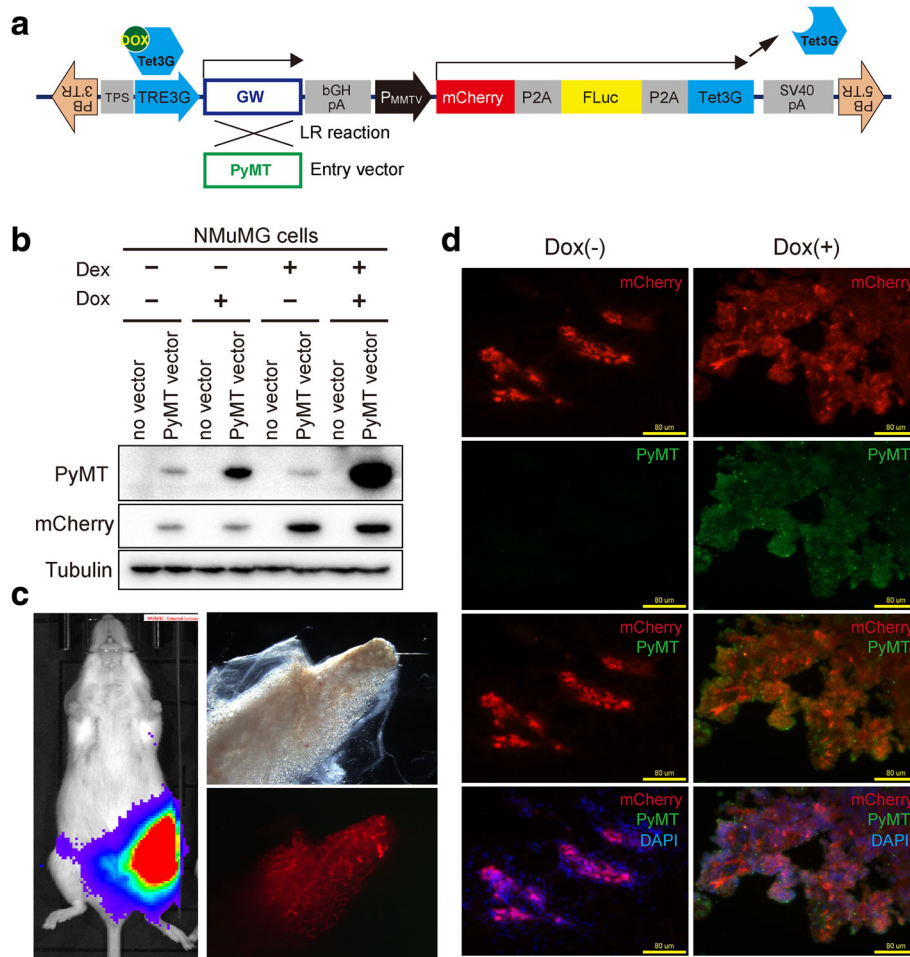 a
DOX
Tet3G
Tet3G
PB
3'TR
TPS
TRE3G
GW
bGH
pA
PMMTV
mCherry
P2A
FLuc
P2A
Tet3G
SV40
pA
PB
5'TR
LR reaction
PyMT
Entry vector
b
NMuMG cells
Dex − − + +
Dox − + − +
no vector
PyMT vector
no vector
PyMT vector
no vector
PyMT vector
no vector
PyMT vector
PyMT
mCherry
Tubulin
c
d
Dox(-)
Dox(+)
mCherry
80 um
mCherry
80 um
PyMT
80 um
PyMT
80 um
mCherry
PyMT
80 um
mCherry
PyMT
80 um
mCherry
PyMT
DAPI
80 um
mCherry
PyMT
DAPI
80 um